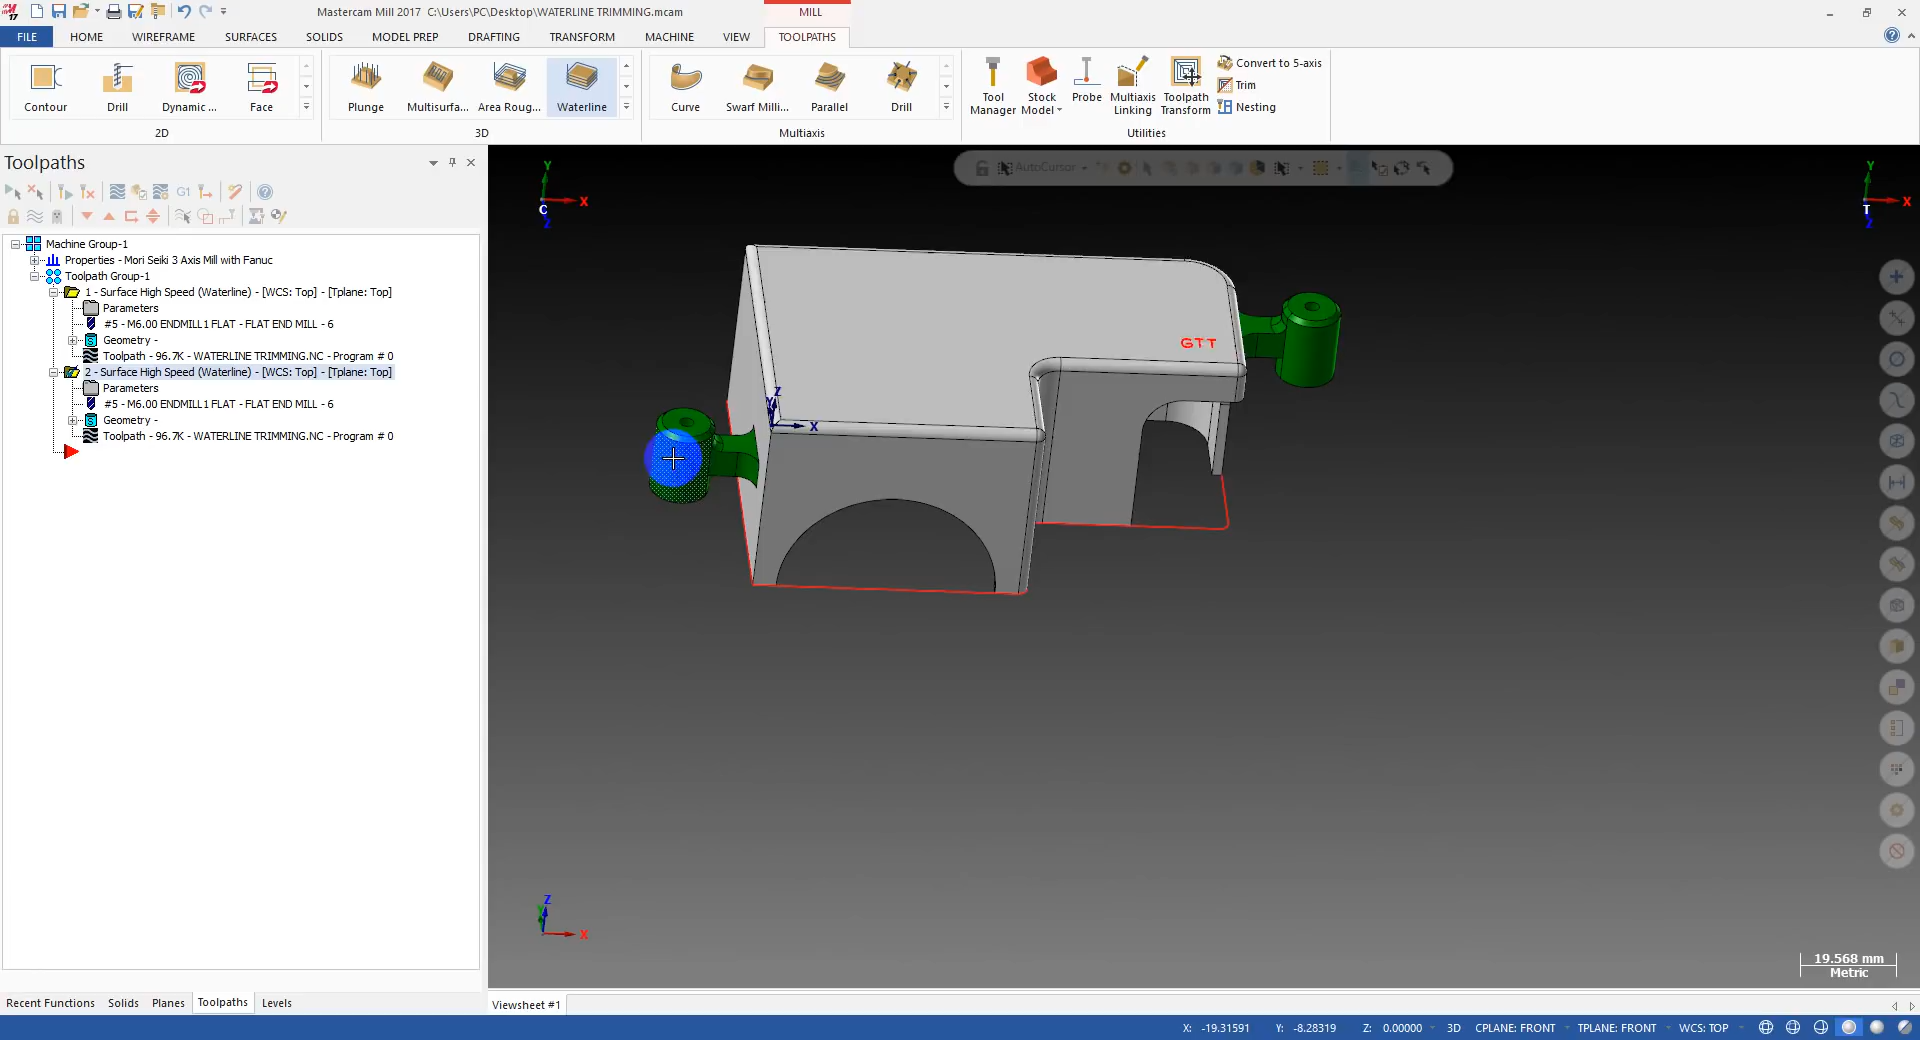 17
Mastercam Mill 2017 C:\Users\PC\Desktop\WATERLINE TRIMMING.mcam
MILL
FILE HOME WIREFRAME SURFACES SOLIDS MODEL PREP DRAFTING TRANSFORM MACHINE VIEW TOOLPATHS
Contour Drill Dynamic ... Face
2D
Plunge Multisurfa... Area Roug... Waterline
3D
Curve Swarf Milli... Parallel Drill
Multiaxis
Tool Manager Stock Model Probe Multiaxis Linking Toolpath Transform
Convert to 5-axis
Trim
Nesting
Utilities
Toolpaths
G1
Machine Group-1
Properties - Mori Seiki 3 Axis Mill with Fanuc
Toolpath Group-1
1 - Surface High Speed (Waterline) - [WCS: Top] - [Tplane: Top]
Parameters
#5 - M6.00 ENDMILL1 FLAT - FLAT END MILL - 6
Geometry -
Toolpath - 96.7K - WATERLINE TRIMMING.NC - Program # 0
2 - Surface High Speed (Waterline) - [WCS: Top] - [Tplane: Top]
Parameters
#5 - M6.00 ENDMILL1 FLAT - FLAT END MILL - 6
Geometry -
Toolpath - 96.7K - WATERLINE TRIMMING.NC - Program # 0
AutoCursor
Y
X
C
Z
Y
X
T
Z
GTT
Z
Y
X
Z
Y
X
19.568 mm
Metric
Recent Functions Solids Planes Toolpaths Levels
Viewsheet #1
X: -19.31591 Y: -8.28319 Z: 0.00000 3D CPLANE: FRONT TPLANE: FRONT WCS: TOP